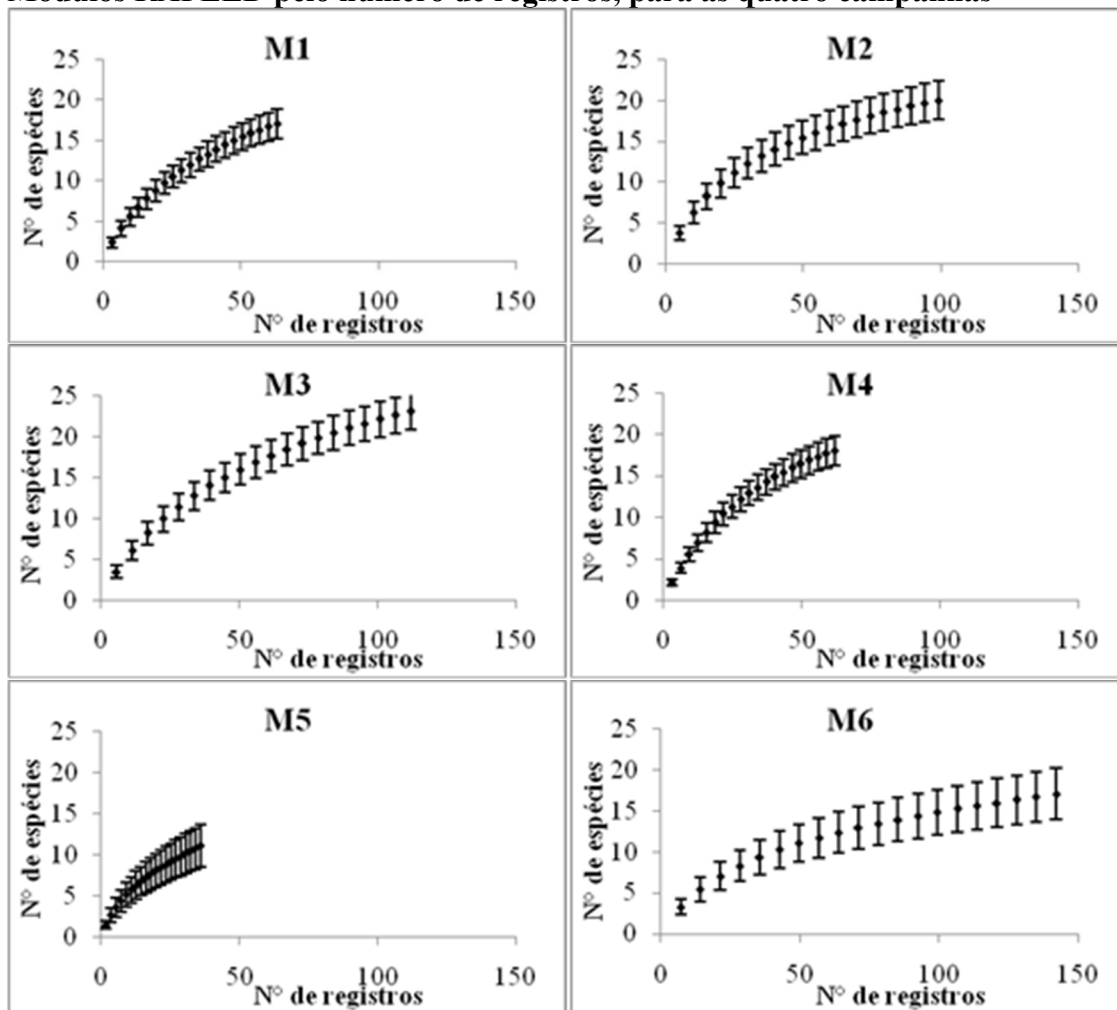 Módulos RAPELD pelo número de registros, para as quatro campanhas
M1
N° de espécies
25
20
15
10
5
0
0 50 100 150
N° de registros
M2
N° de espécies
25
20
15
10
5
0
0 50 100 150
N° de registros
M3
N° de espécies
25
20
15
10
5
0
0 50 100 150
N° de registros
M4
N° de espécies
25
20
15
10
5
0
0 50 100 150
N° de registros
M5
N° de espécies
25
20
15
10
5
0
0 50 100 150
N° de registros
M6
N° de espécies
25
20
15
10
5
0
0 50 100 150
N° de registros